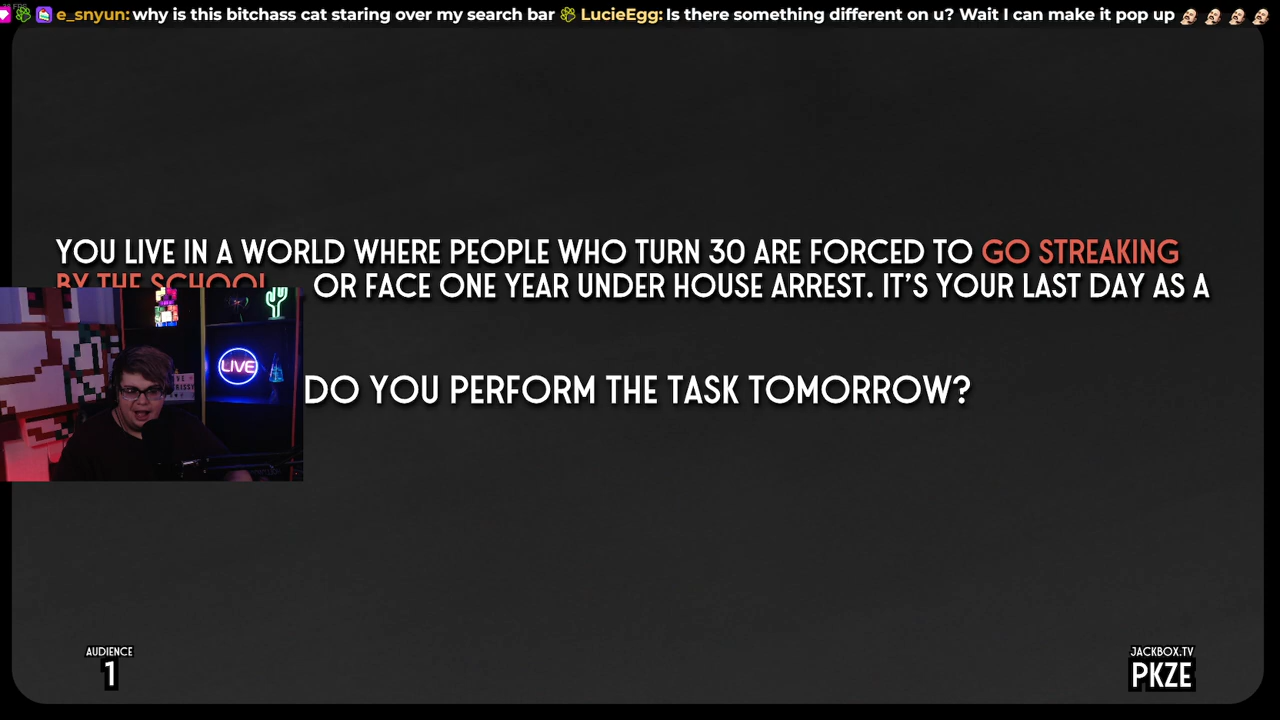 e_snyun: why is this bitchass cat staring over my search bar LucieEgg: Is there something different on u? Wait I can make it pop up
YOU LIVE IN A WORLD WHERE PEOPLE WHO TURN 30 ARE FORCED TO GO STREAKING
BY THE SCHOOL OR FACE ONE YEAR UNDER HOUSE ARREST. IT'S YOUR LAST DAY AS A
LIVE
DO YOU PERFORM THE TASK TOMORROW?
AUDIENCE
1
JACKBOX.TV
PKZE